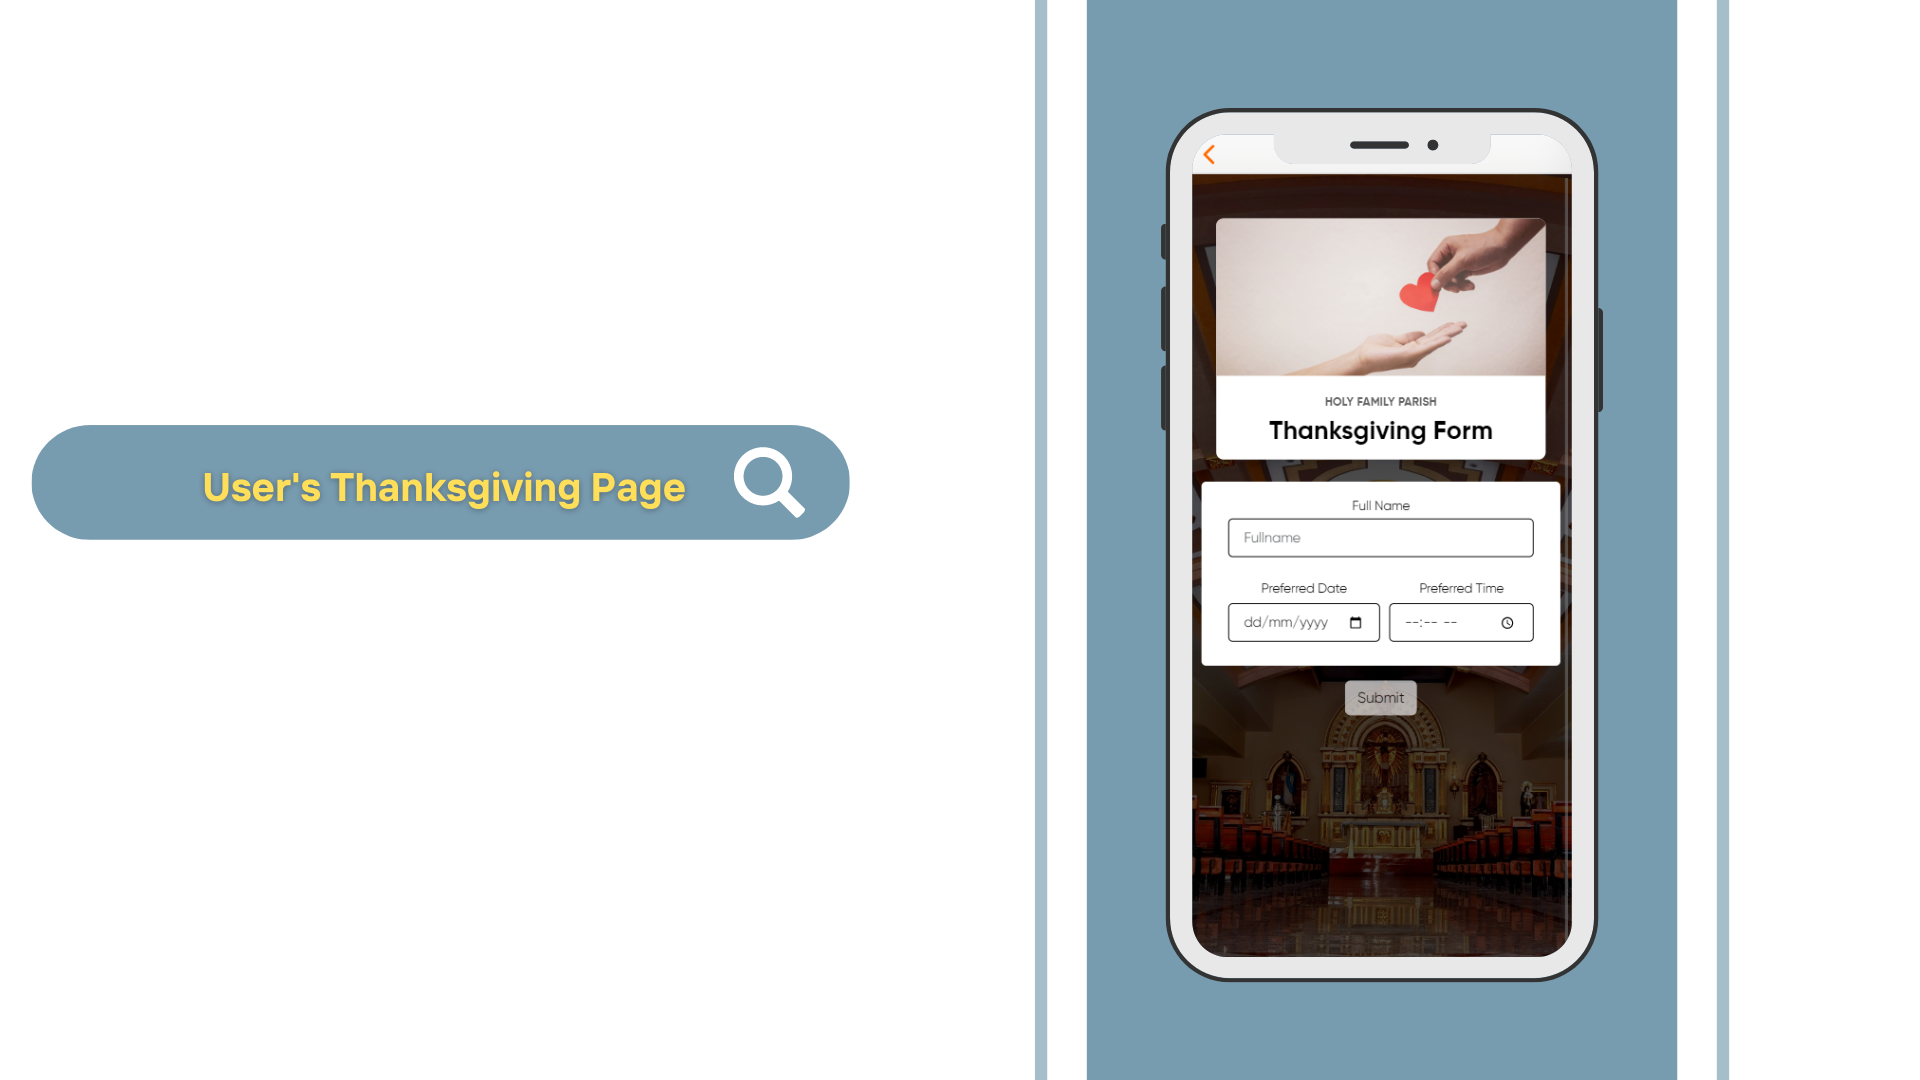 User's Thanksgiving Page
HOLY FAMILY PARISH
Thanksgiving Form
Full Name
Fullname
Preferred Date
Preferred Time
dd/mm/yyyy
--:-- --
Submit